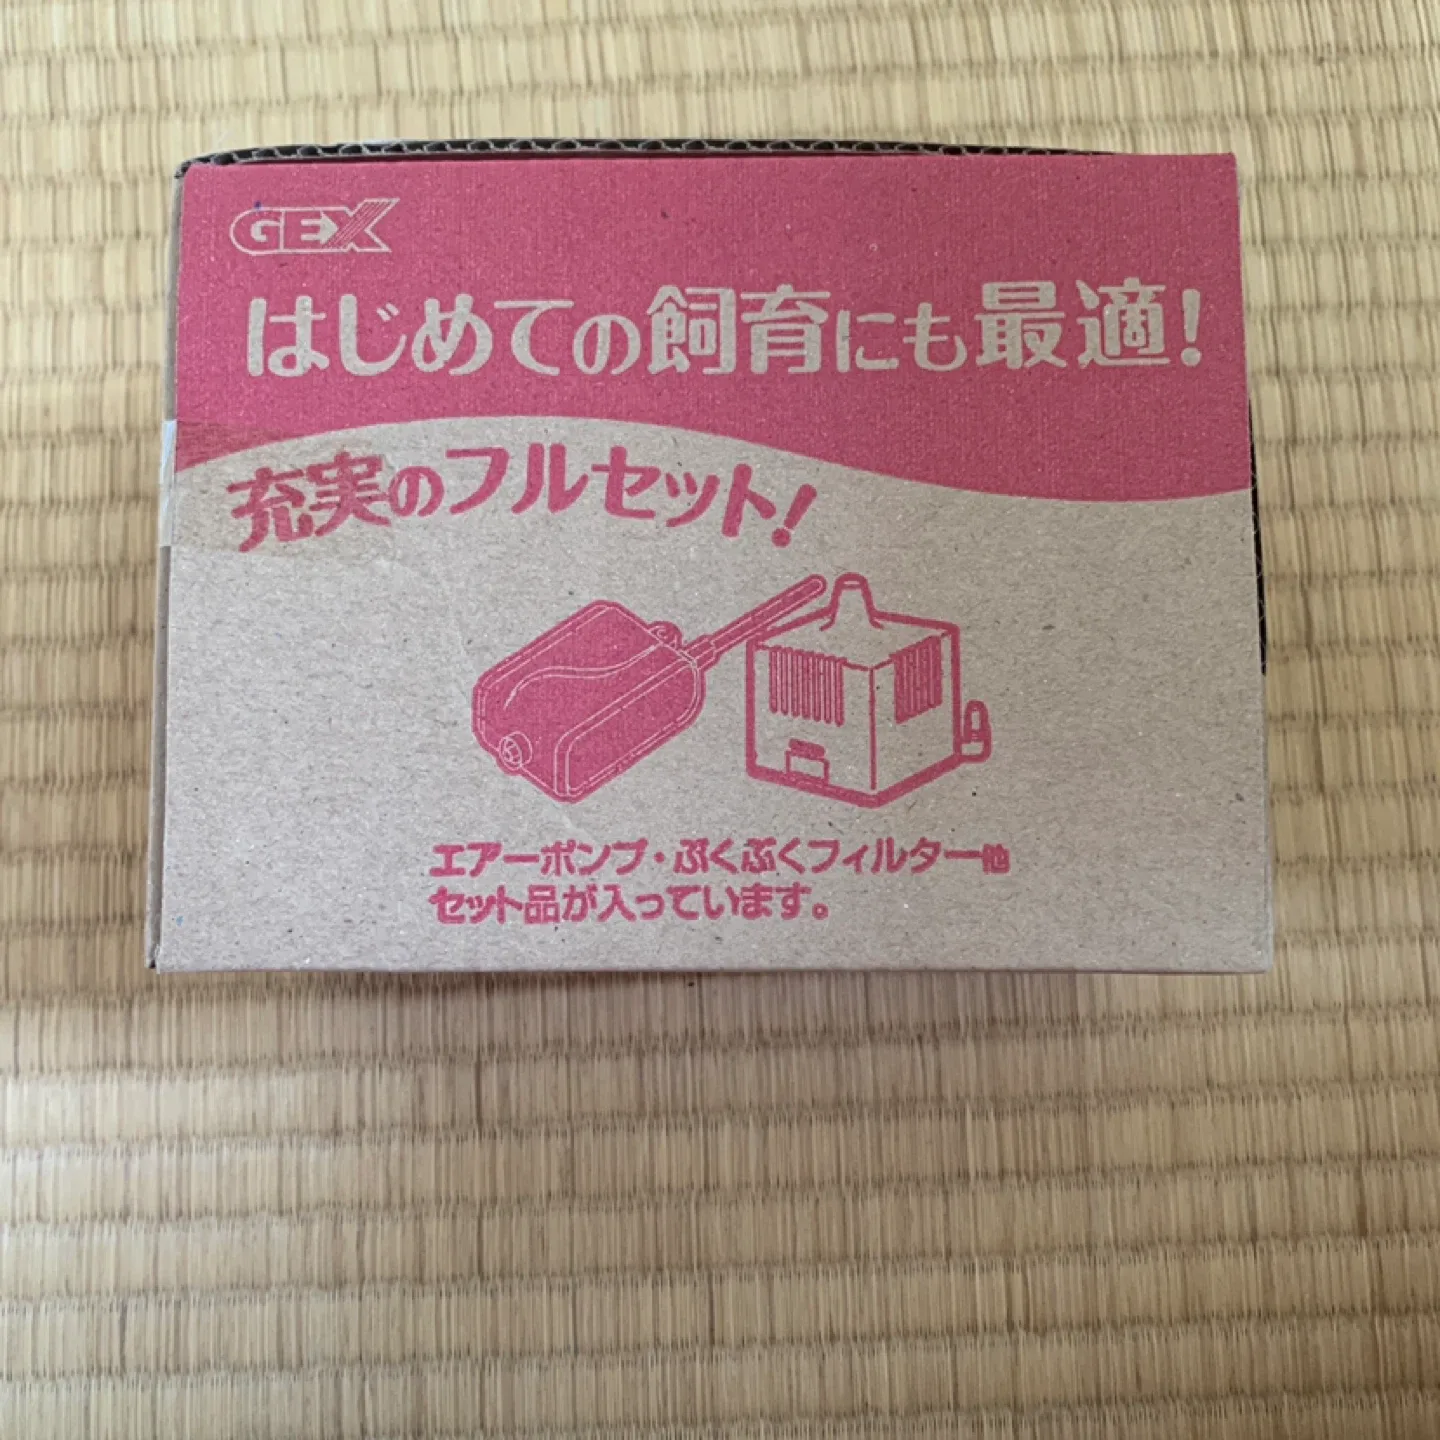 GEX
はじめての飼育にも最適!
充実のフルセット!
エアーポンプ・ぶくぶくフィルター他
セット品が入っています。